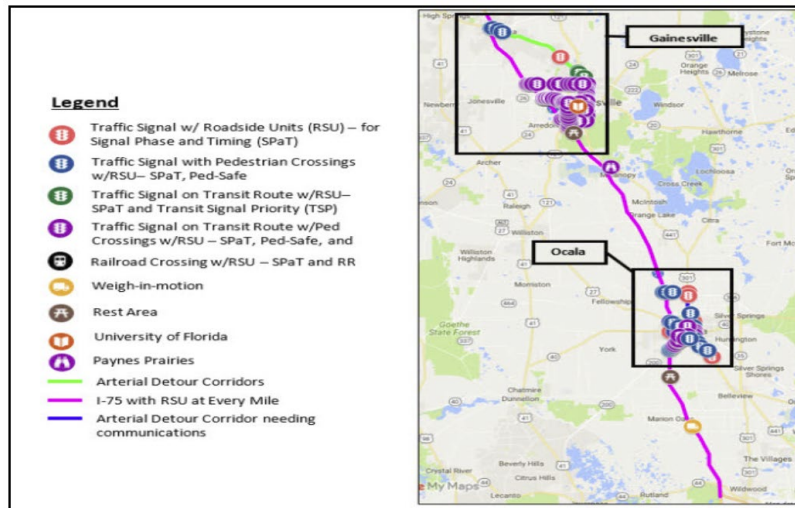 Legend
Traffic Signal w/ Roadside Units (RSU) – for
Signal Phase and Timing (SPaT)
Traffic Signal with Pedestrian Crossings
w/RSU– SPaT, Ped-Safe
Traffic Signal on Transit Route w/RSU–
SPaT and Transit Signal Priority (TSP)
Traffic Signal on Transit Route w/Ped
Crossings w/RSU – SPaT, Ped-Safe, and
Railroad Crossing w/RSU – SPaT and RR
Weigh-in-motion
Rest Area
University of Florida
Paynes Prairies
Arterial Detour Corridors
I-75 with RSU at Every Mile
Arterial Detour Corridor needing
communications
High Springs
Gainesville
Orange
Heights
Melrose
Jonesville
Newberry
Windsor
Hawthorne
Archer
Lochloosa
Cross Creek
McIntosh
Raleigh
Orange Lake
Citra
Williston
Williston
Highlands
Morriston
Ocala
Fellowship
Silver Springs
Goethe
State Forest
York
Silver Springs
Shores
Belleview
Chatmire
Dunnellon
Marion Oa
Crystal River
Beverly Hills
Citrus Hills
The Villages
My Maps
Lecanto
Rutland
Wildwood